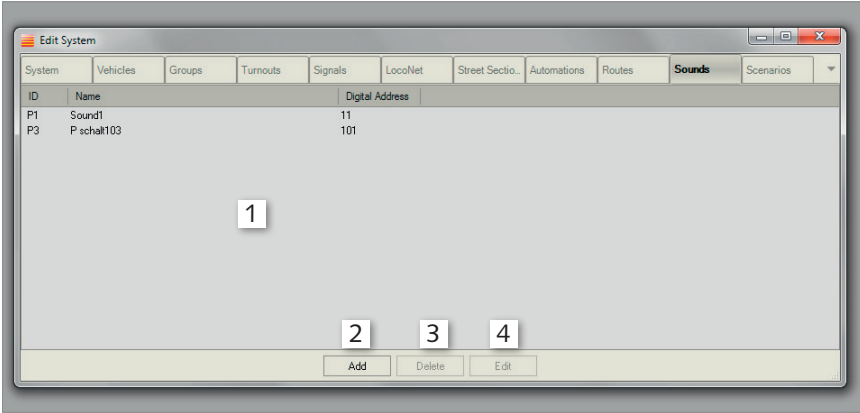 Edit System
System Vehicles Groups Turnouts Signals LocoNet Street Sectio... Automations Routes Sounds Scenarios
ID Name Digital Address
P1 Sound1 11
P3 P schalt103 101
1
2 3 4
Add Delete Edit